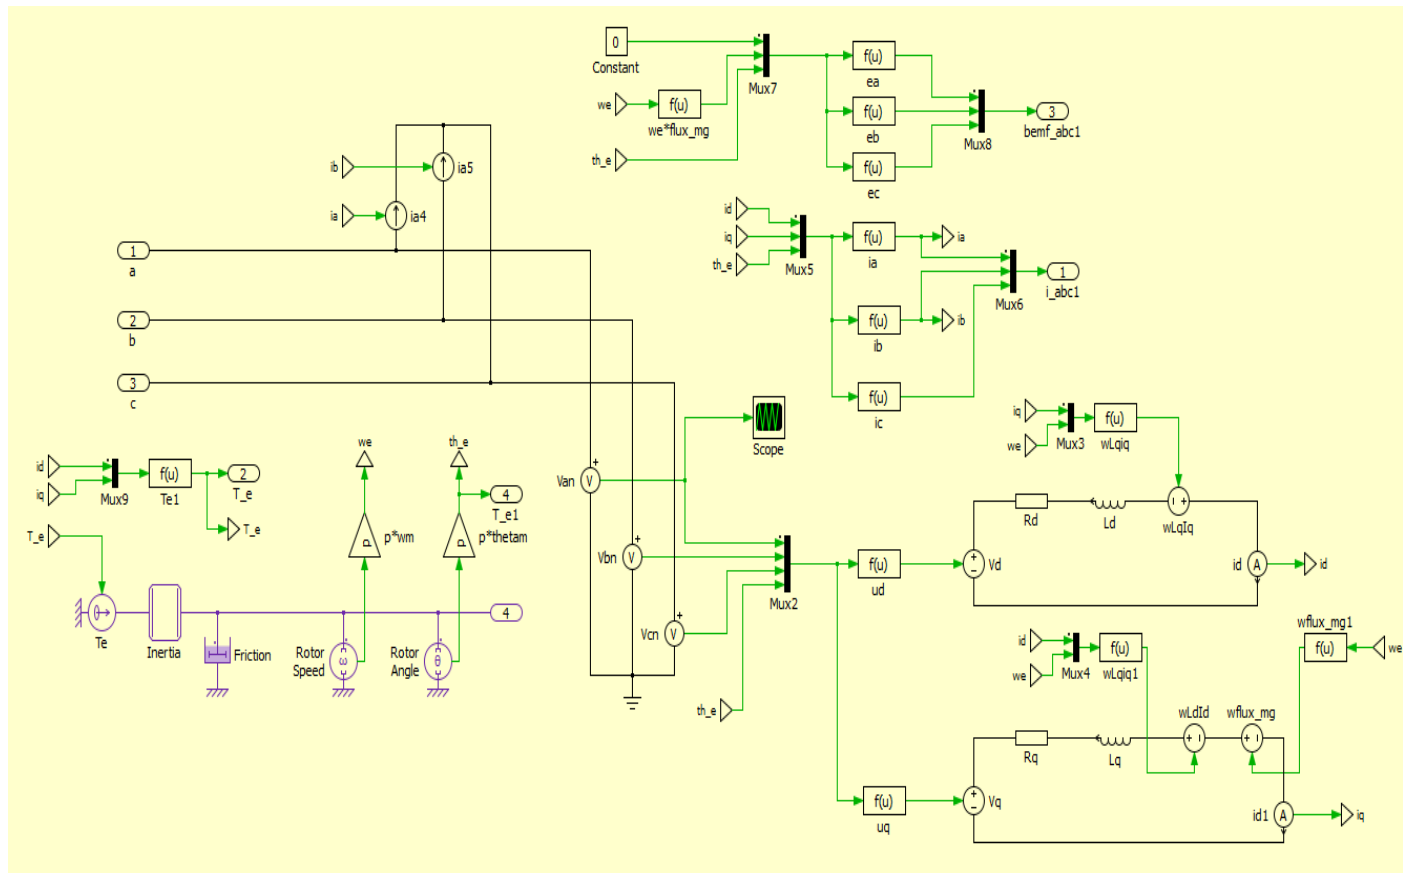 0
Constant
we
f(u)
we*flux_mg
th_e
Mux7
f(u)
ea
f(u)
eb
f(u)
ec
Mux8
3
bemf_abc1
ib
ia5
ia
ia4
1
a
2
b
3
c
id
iq
th_e
Mux5
f(u)
ia
ia
f(u)
ib
ib
f(u)
ic
Mux6
1
i_abc1
Scope
id
iq
Mux9
f(u)
Te1
2
T_e
T_e
T_e
we
th_e
4
T_e1
p
p*wm
p
p*thetam
Te
Inertia
Friction
Rotor
Speed
ω
Rotor
Angle
θ
4
Van
V
+
Vbn
V
+
Vcn
V
+
th_e
Mux2
f(u)
ud
f(u)
uq
iq
we
Mux3
f(u)
wLqiq
Rd
Ld
wLqIq
Vd
id
A
id
id
we
Mux4
f(u)
wLqiq1
wflux_mg1
f(u)
we
Rq
Lq
wLdId
wflux_mg
Vq
id1
A
iq